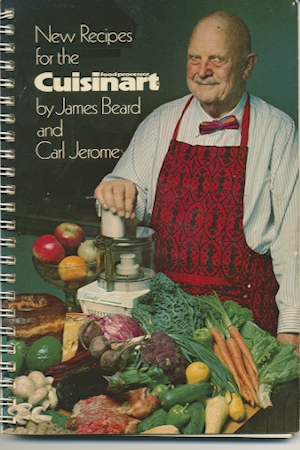 New Recipes
for the
food processor
Cuisinart
by James Beard
and
Carl Jerome